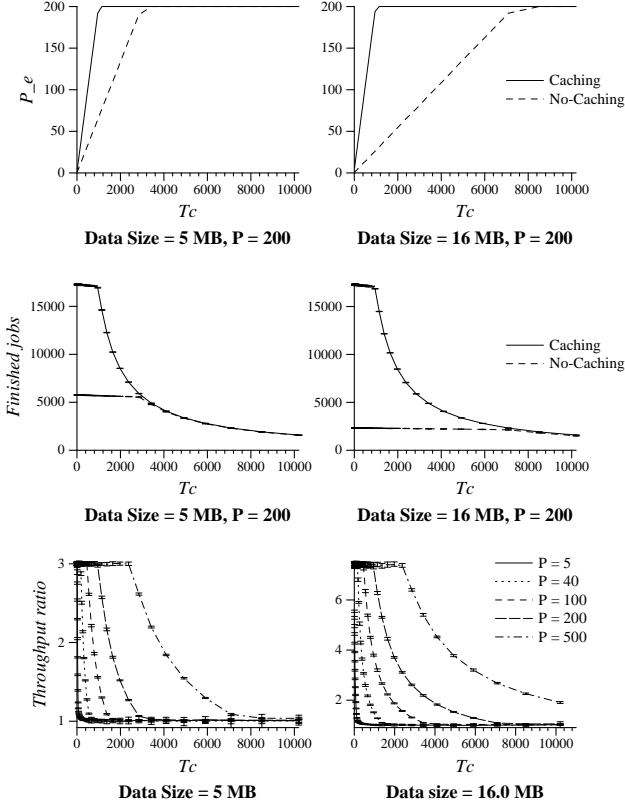 200
150
100
50
0
P_e
0 2000 4000 6000 8000 10000
Tc
Data Size = 5 MB, P = 200
200
150
100
50
0
0 2000 4000 6000 8000 10000
Tc
Data Size = 16 MB, P = 200
Caching
No-Caching
15000
10000
5000
0
Finished jobs
0 2000 4000 6000 8000 10000
Tc
Data Size = 5 MB, P = 200
15000
10000
5000
0
0 2000 4000 6000 8000 10000
Tc
Data Size = 16 MB, P = 200
Caching
No-Caching
3
2
1
Throughput ratio
0 2000 4000 6000 8000 10000
Tc
Data Size = 5 MB
6
4
2
0 2000 4000 6000 8000 10000
Tc
Data size = 16.0 MB
P = 5
P = 40
P = 100
P = 200
P = 500